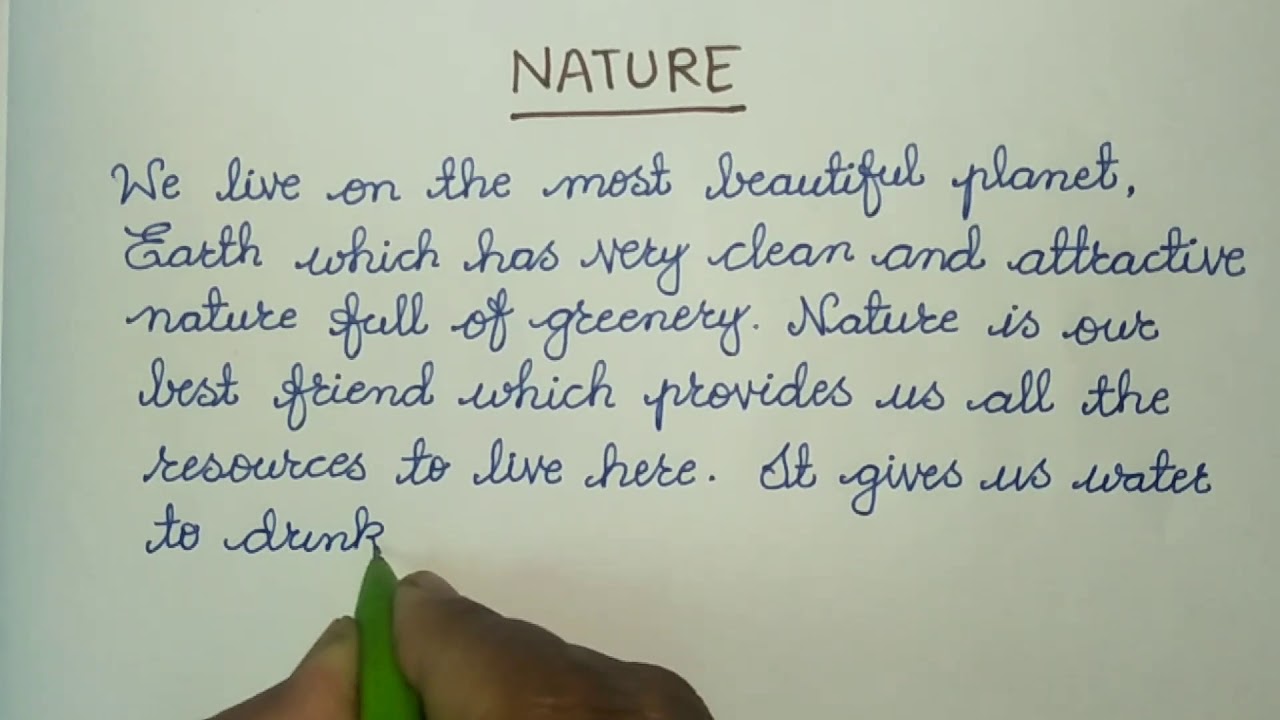 NATURE
We live on the most beautiful planet,
Earth which has very clean and attractive
nature full of greenery. Nature is our
best friend which provides us all the
resources to live here. It gives us water
to drink